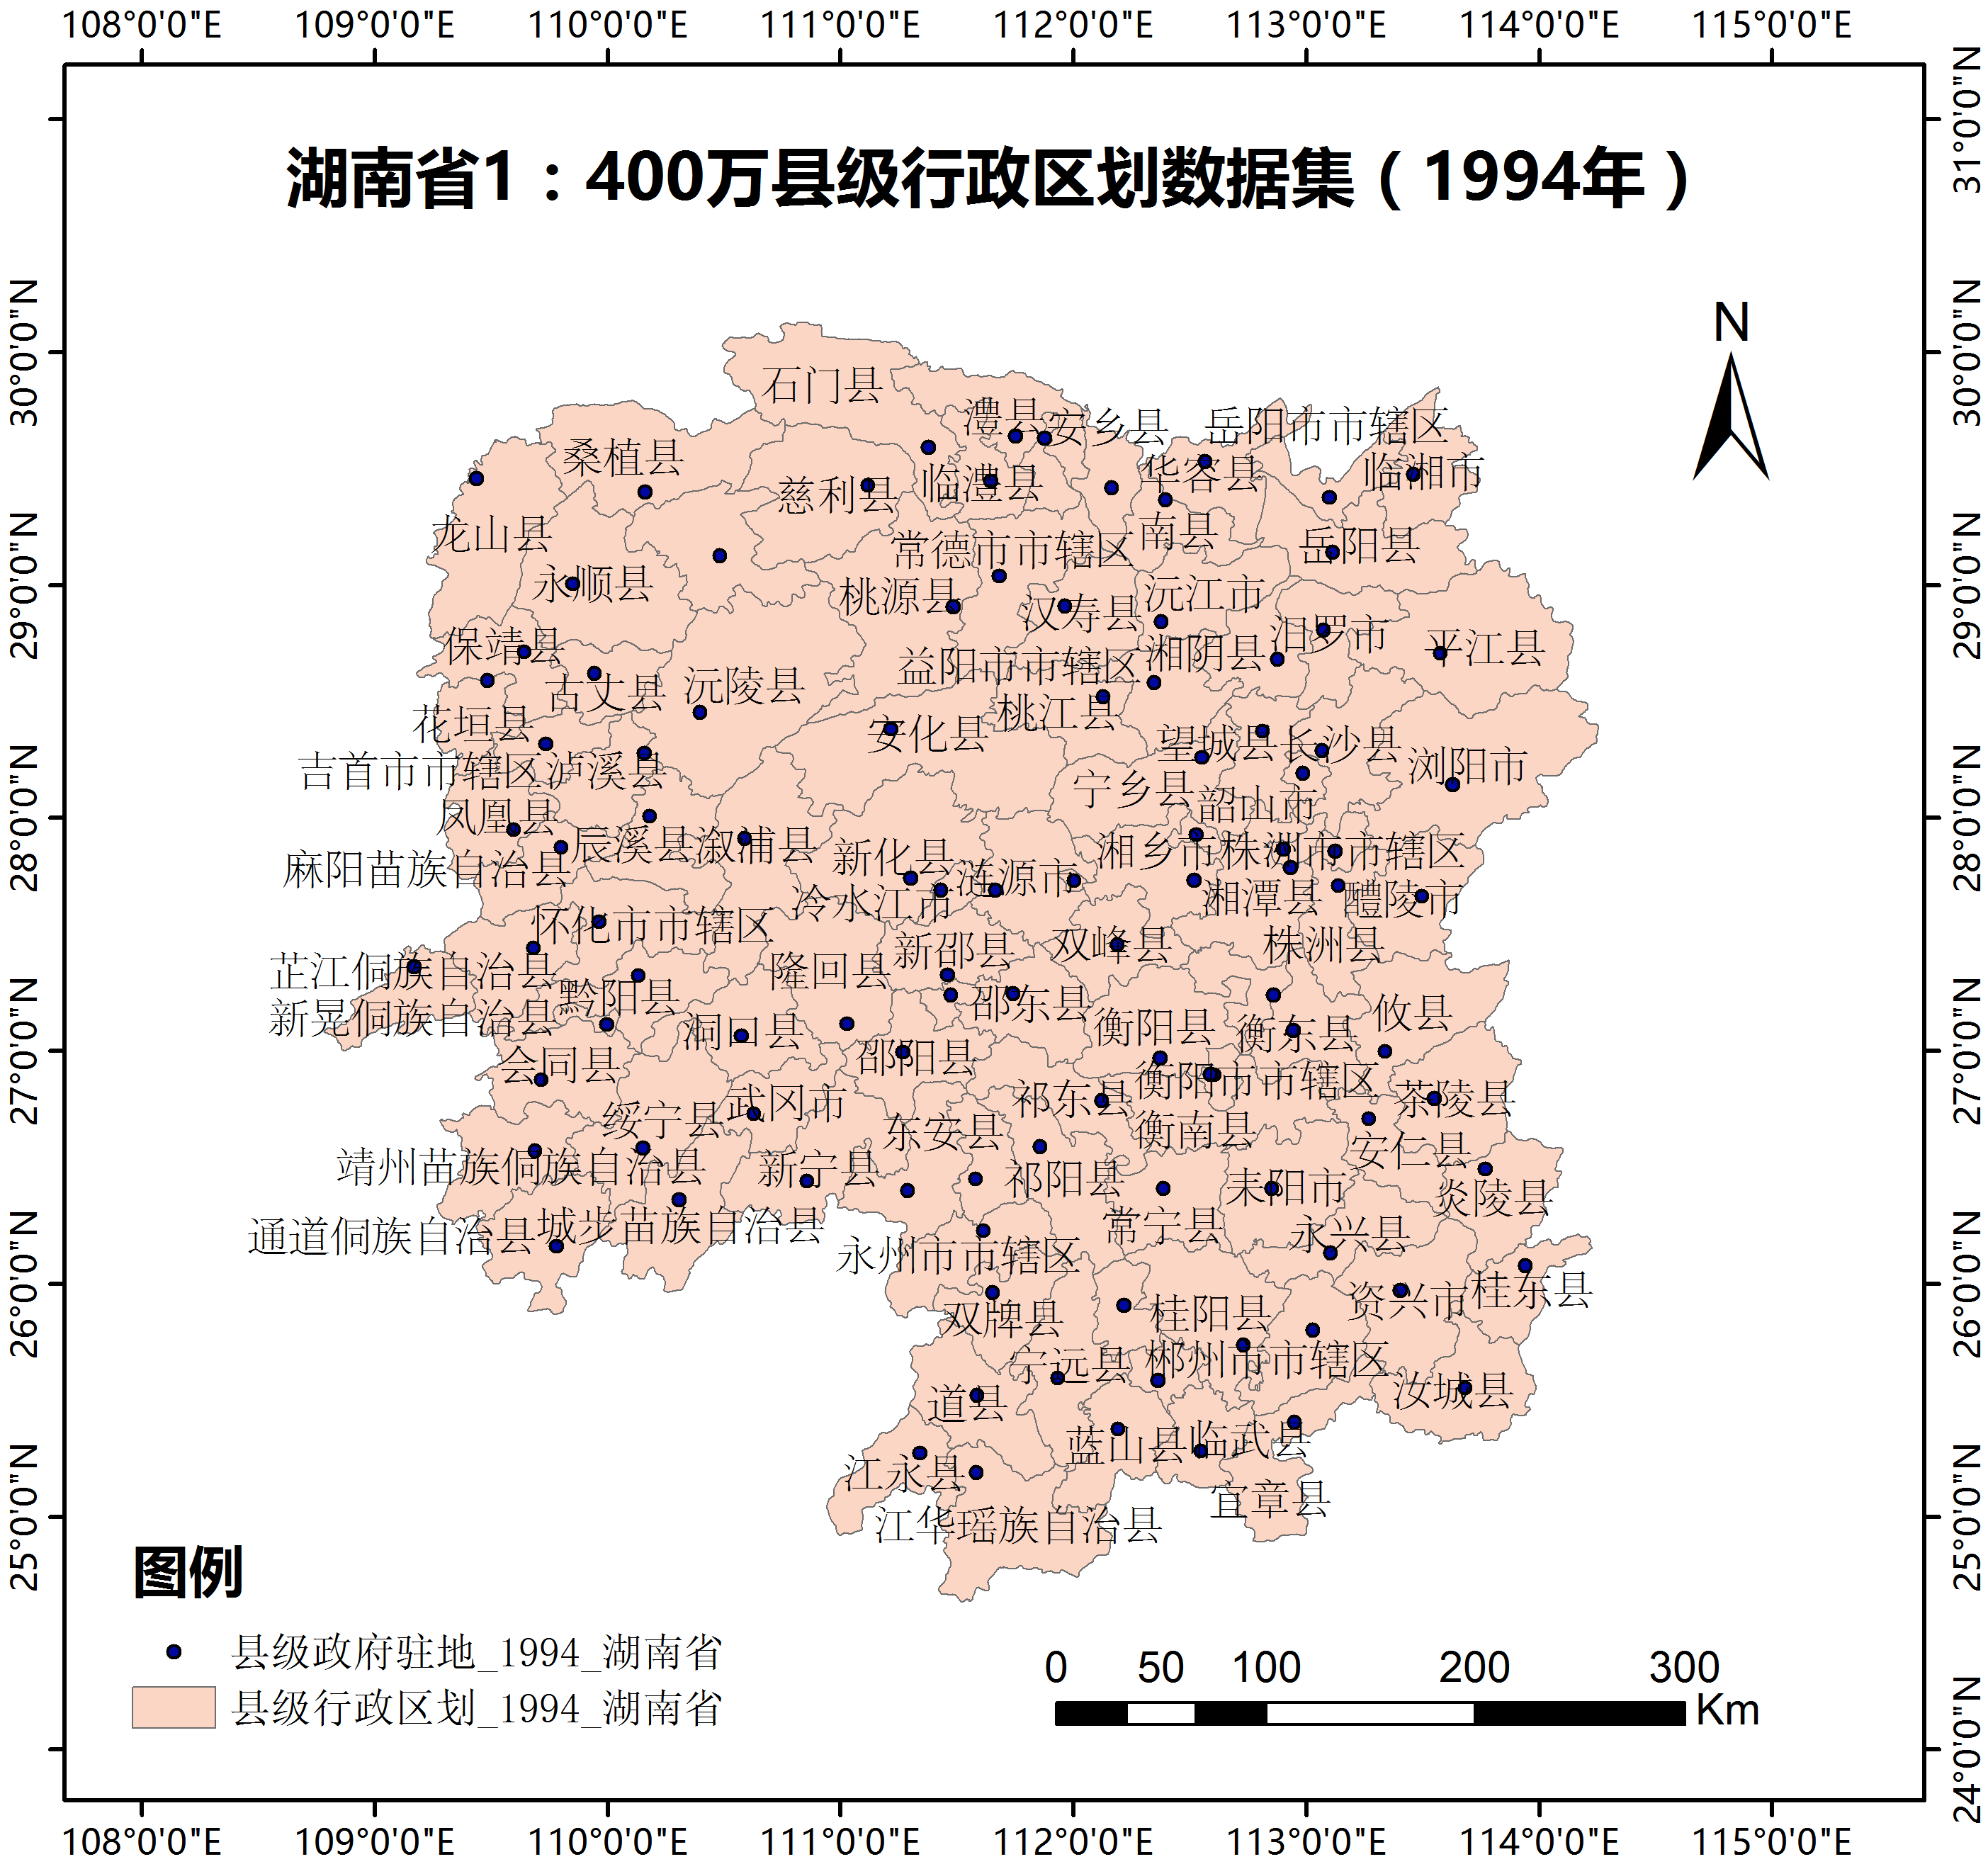 108°0'0"E 109°0'0"E 110°0'0"E 111°0'0"E 112°0'0"E 113°0'0"E 114°0'0"E 115°0'0"E
31°0'0"N
湖南省1：400万县级行政区划数据集（1994年）
30°0'0"N
30°0'0"N
N
石门县
澧县
安乡县
岳阳市市辖区
桑植县
慈利县
临澧县
华容县
临湘市
龙山县
常德市市辖区
南县
岳阳县
29°0'0"N
29°0'0"N
永顺县
桃源县
汉寿县
沅江市
保靖县
益阳市市辖区
湘阴县
汨罗市
平江县
古丈县
沅陵县
桃江县
花垣县
安化县
望城县
长沙县
吉首市市辖区
泸溪县
宁乡县
浏阳市
28°0'0"N
28°0'0"N
凤凰县
韶山市
麻阳苗族自治县
辰溪县
溆浦县
新化县
涟源市
湘乡市
株洲市市辖区
冷水江市
湘潭县
醴陵市
怀化市市辖区
新邵县
双峰县
株洲县
芷江侗族自治县
隆回县
新晃侗族自治县
黔阳县
邵东县
攸县
27°0'0"N
27°0'0"N
洞口县
衡阳县
衡东县
会同县
邵阳县
绥宁县
武冈市
祁东县
衡阳市市辖区
茶陵县
东安县
衡南县
靖州苗族侗族自治县
新宁县
祁阳县
安仁县
耒阳市
炎陵县
26°0'0"N
26°0'0"N
通道侗族自治县
城步苗族自治县
常宁县
永兴县
永州市市辖区
资兴市
桂东县
双牌县
桂阳县
宁远县
郴州市市辖区
道县
汝城县
25°0'0"N
25°0'0"N
蓝山县
临武县
江永县
宜章县
江华瑶族自治县
图例
县级政府驻地_1994_湖南省
县级行政区划_1994_湖南省
0 50 100 200 300
Km
24°0'0"N
108°0'0"E 109°0'0"E 110°0'0"E 111°0'0"E 112°0'0"E 113°0'0"E 114°0'0"E 115°0'0"E